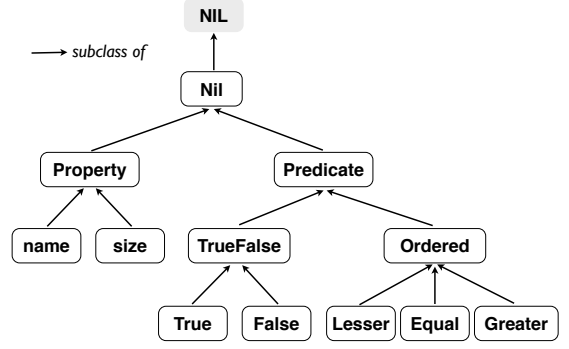 NIL
subclass of
Nil
Property
Predicate
name
size
TrueFalse
Ordered
True
False
Lesser
Equal
Greater